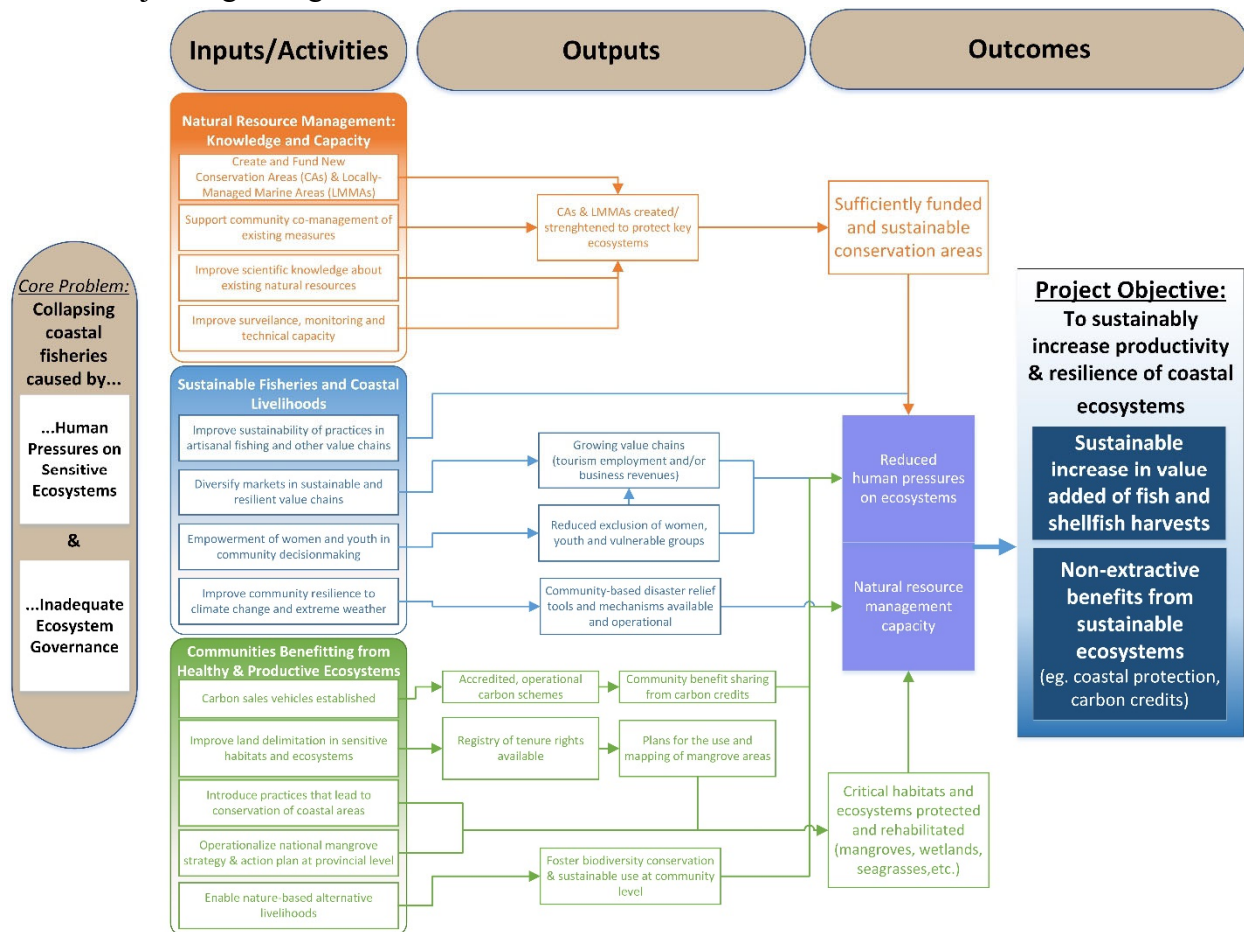 Inputs/Activities
Outputs
Outcomes
Core Problem:
Collapsing
coastal
fisheries
caused by...
...Human
Pressures on
Sensitive
Ecosystems
&
...Inadequate
Ecosystem
Governance
Natural Resource Management:
Knowledge and Capacity
Create and Fund New
Conservation Areas (CAs) & Locally-
Managed Marine Areas (LMMAs)
Support community co-management of
existing measures
Improve scientific knowledge about
existing natural resources
Improve surveilance, monitoring and
technical capacity
CAs & LMMAs created/
strenghtened to protect key
ecosystems
Sufficiently funded
and sustainable
conservation areas
Sustainable Fisheries and Coastal
Livelihoods
Improve sustainability of practices in
artisanal fishing and other value chains
Diversify markets in sustainable and
resilient value chains
Empowerment of women and youth in
community decisionmaking
Improve community resilience to
climate change and extreme weather
Growing value chains
(tourism employment and/or
business revenues)
Reduced exclusion of women,
youth and vulnerable groups
Community-based disaster relief
tools and mechanisms available
and operational
Reduced
human pressures
on ecosystems
Natural resource
management
capacity
Communities Benefitting from
Healthy & Productive Ecosystems
Carbon sales vehicles established
Improve land delimitation in sensitive
habitats and ecosystems
Introduce practices that lead to
conservation of coastal areas
Operationalize national mangrove
strategy & action plan at provincial level
Enable nature-based alternative
livelihoods
Accredited, operational
carbon schemes
Community benefit sharing
from carbon credits
Registry of tenure rights
available
Plans for the use and
mapping of mangrove areas
Foster biodiversity conservation
& sustainable use at community
level
Critical habitats and
ecosystems protected
and rehabilitated
(mangroves, wetlands,
seagrasses,etc.)
Project Objective:
To sustainably
increase productivity
& resilience of coastal
ecosystems
Sustainable
increase in value
added of fish and
shellfish harvests
Non-extractive
benefits from
sustainable
ecosystems
(eg. coastal protection,
carbon credits)